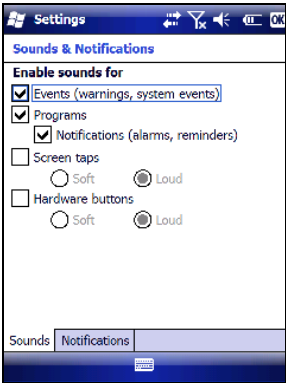 Settings OK
Sounds & Notifications
Enable sounds for
Events (warnings, system events)
Programs
Notifications (alarms, reminders)
Screen taps
Soft Loud
Hardware buttons
Soft Loud
Sounds Notifications